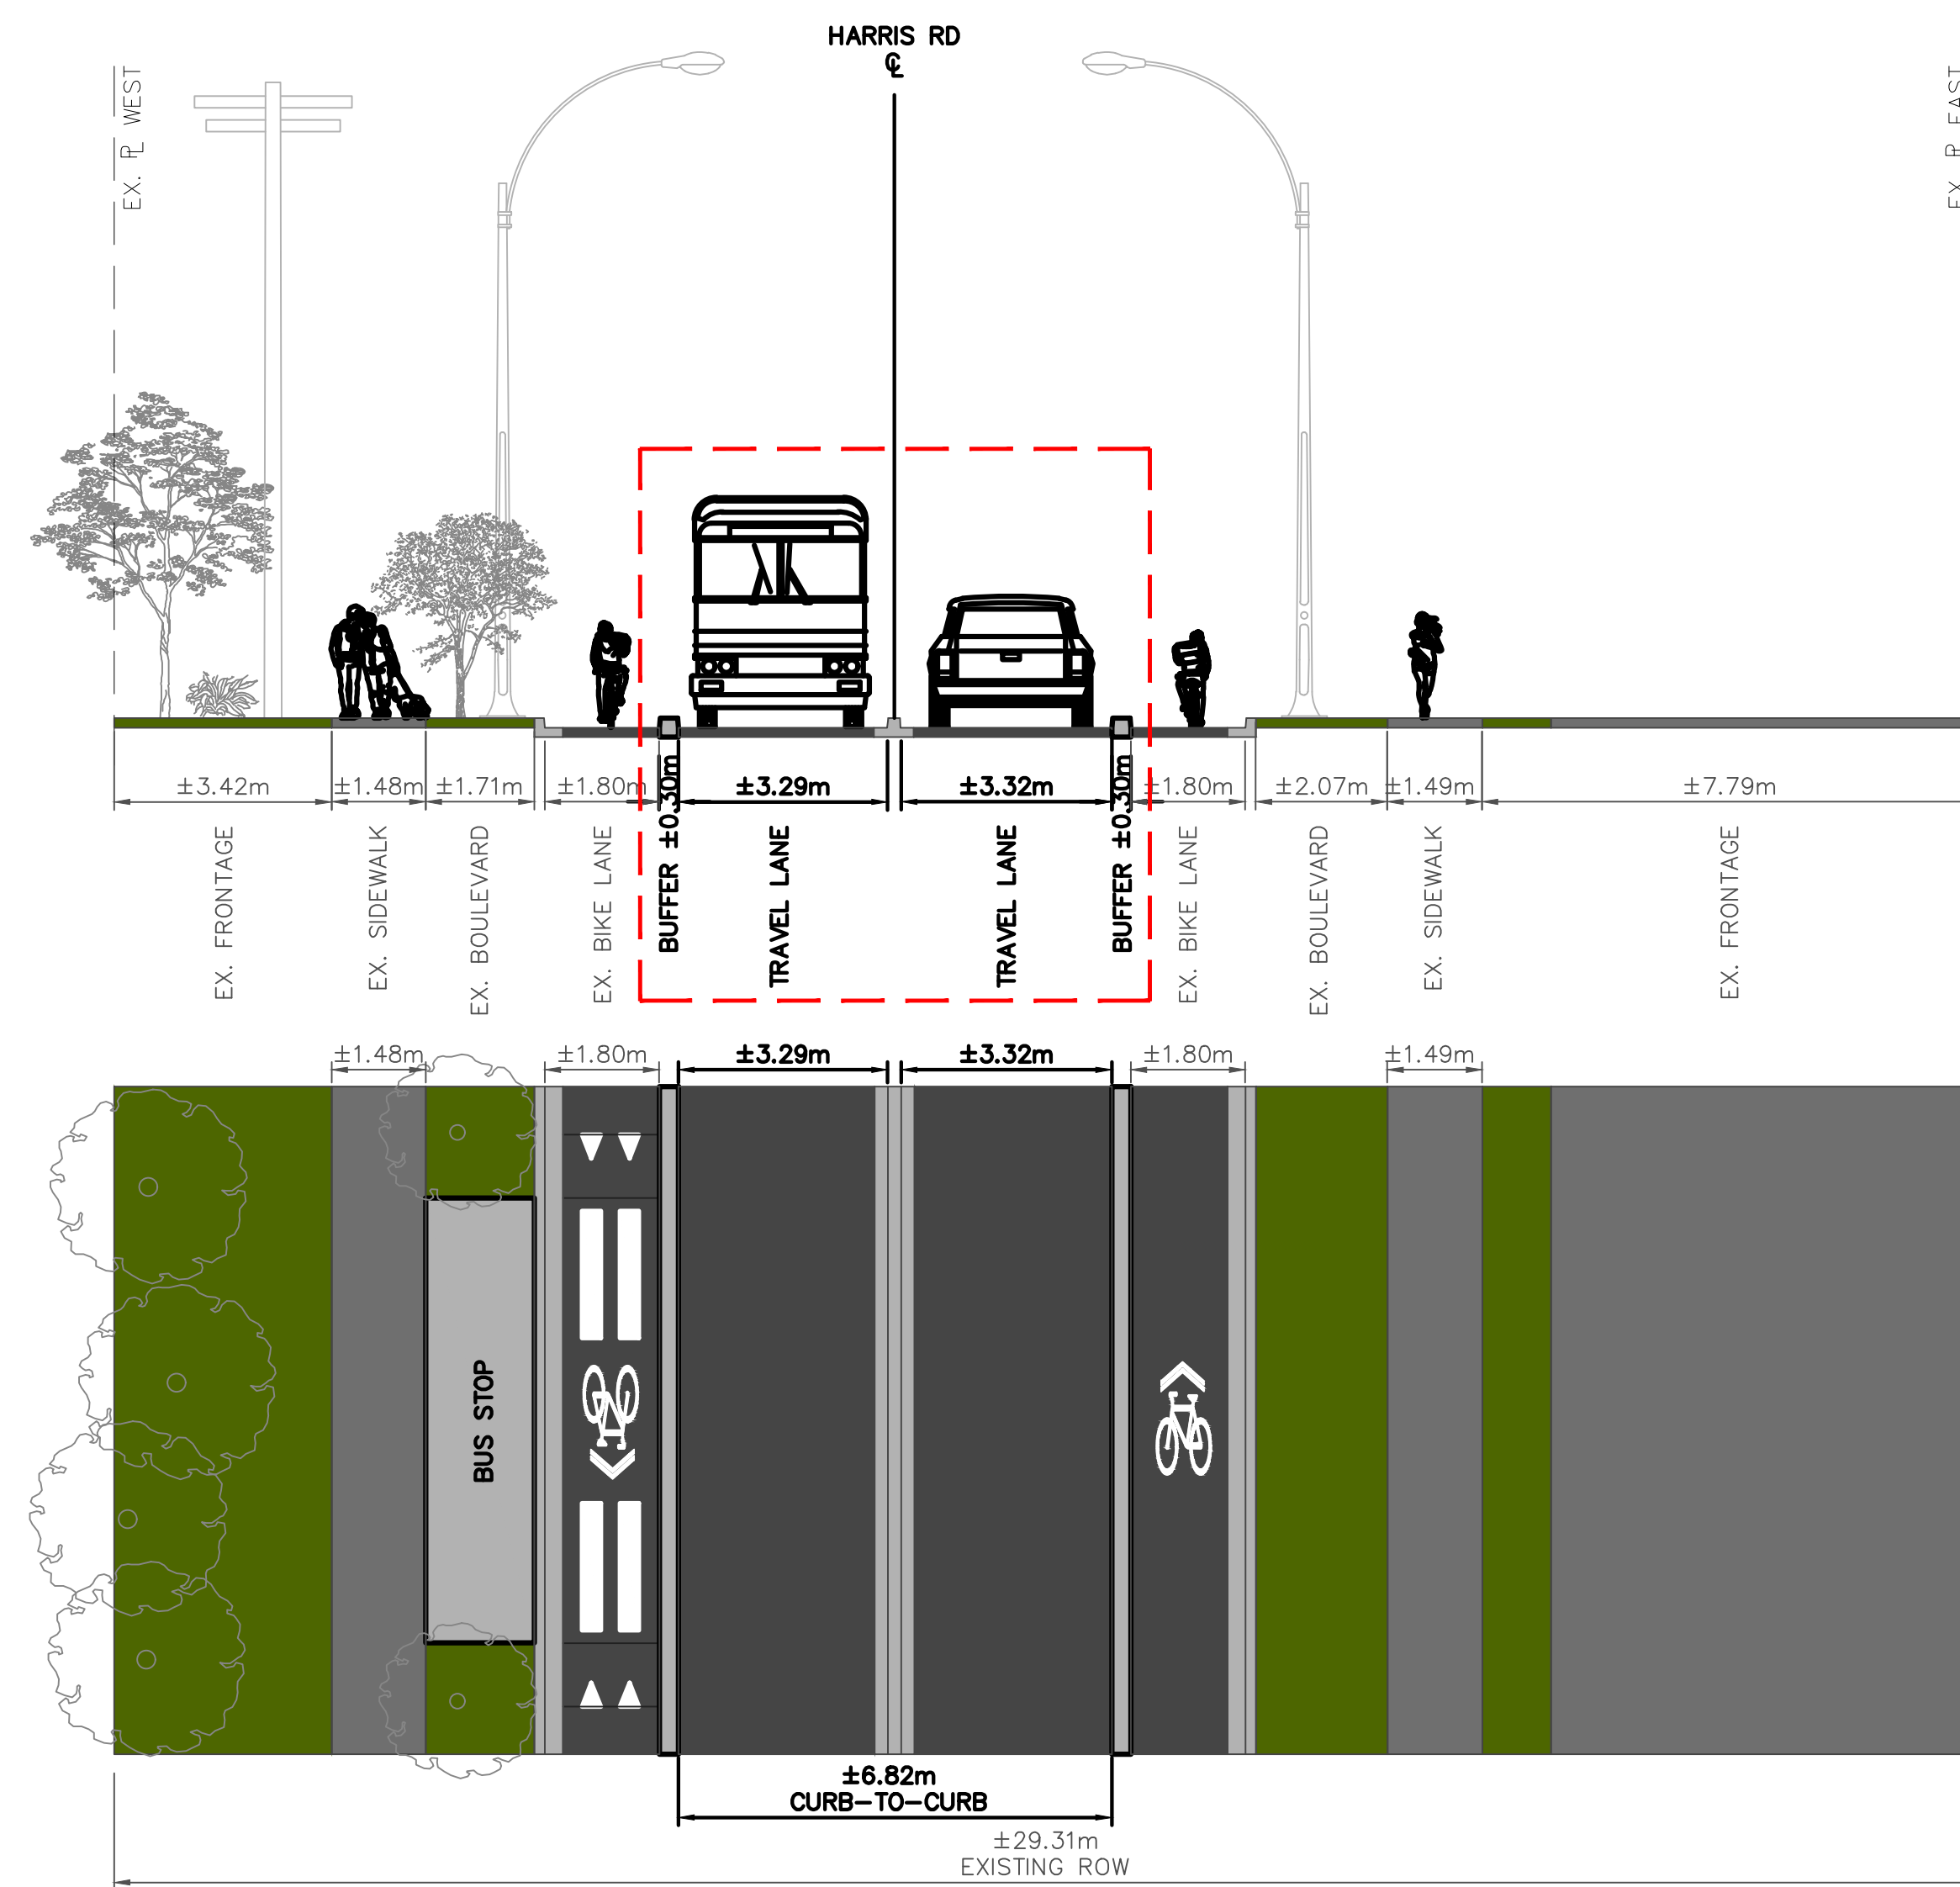 HARRIS RD
℄
EX. ⅊ WEST
EX. ⅊ EAST
±3.42m
±1.48m
±1.71m
±1.80m
BUFFER ±0.30m
±3.29m
±3.32m
BUFFER ±0.30m
±1.80m
±2.07m
±1.49m
±7.79m
EX. FRONTAGE
EX. SIDEWALK
EX. BOULEVARD
EX. BIKE LANE
TRAVEL LANE
TRAVEL LANE
EX. BIKE LANE
EX. BOULEVARD
EX. SIDEWALK
EX. FRONTAGE
±1.48m
±1.80m
±3.29m
±3.32m
±1.80m
±1.49m
BUS STOP
±6.82m
CURB-TO-CURB
±29.31m
EXISTING ROW